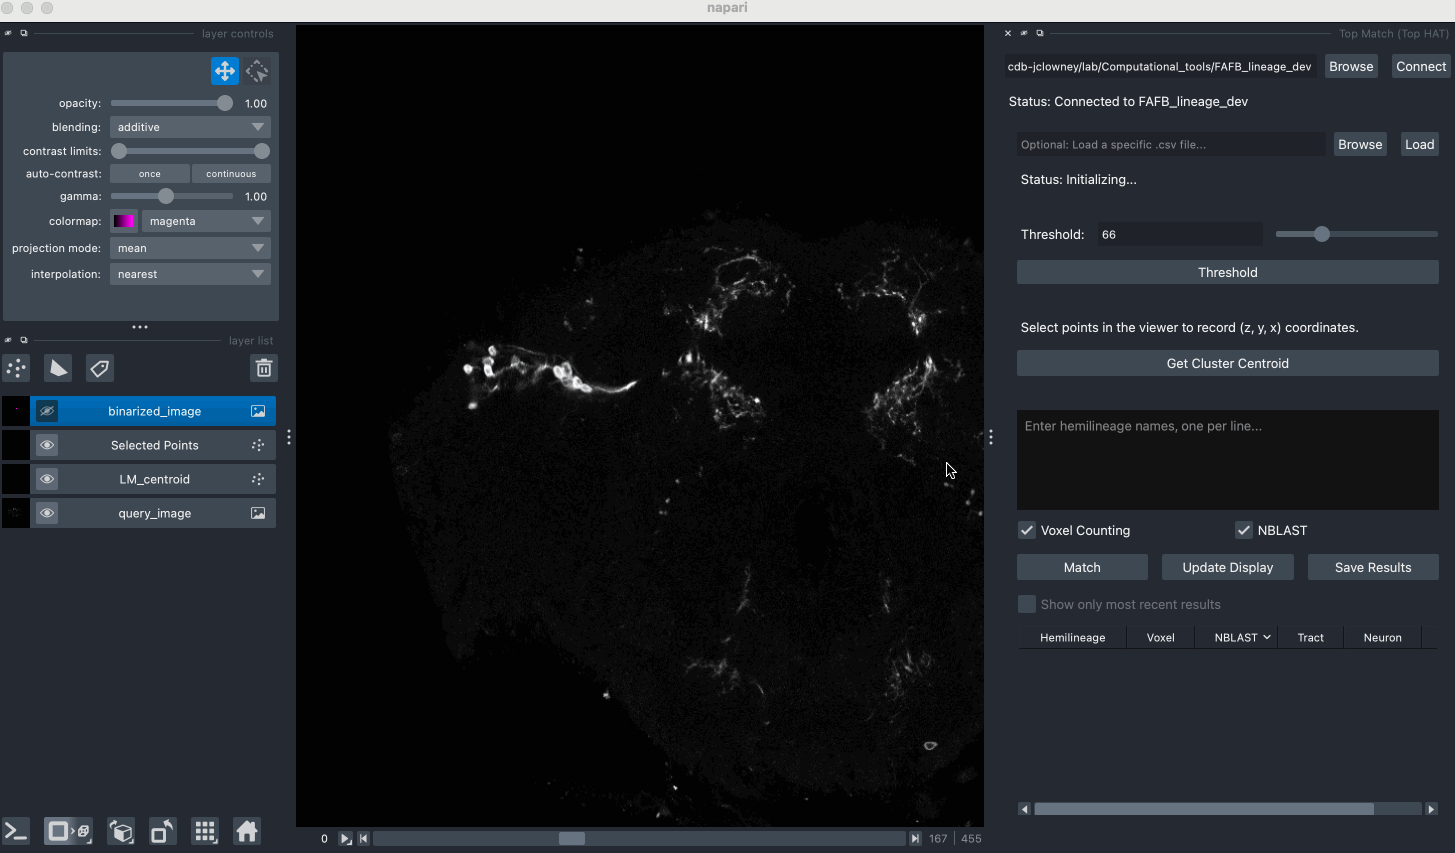 napari
layer controls
opacity: 1.00
blending: additive
contrast limits:
auto-contrast: once continuous
gamma: 1.00
colormap: magenta
projection mode: mean
interpolation: nearest
layer list
binarized_image
Selected Points
LM_centroid
query_image
0 167 | 455
Top Match (Top HAT)
cdb-jclowney/lab/Computational_tools/FAFB_lineage_dev Browse Connect
Status: Connected to FAFB_lineage_dev
Optional: Load a specific .csv file... Browse Load
Status: Initializing...
Threshold: 66
Threshold
Select points in the viewer to record (z, y, x) coordinates.
Get Cluster Centroid
Enter hemilineage names, one per line...
Voxel Counting NBLAST
Match Update Display Save Results
Show only most recent results
Hemilineage Voxel NBLAST Tract Neuron